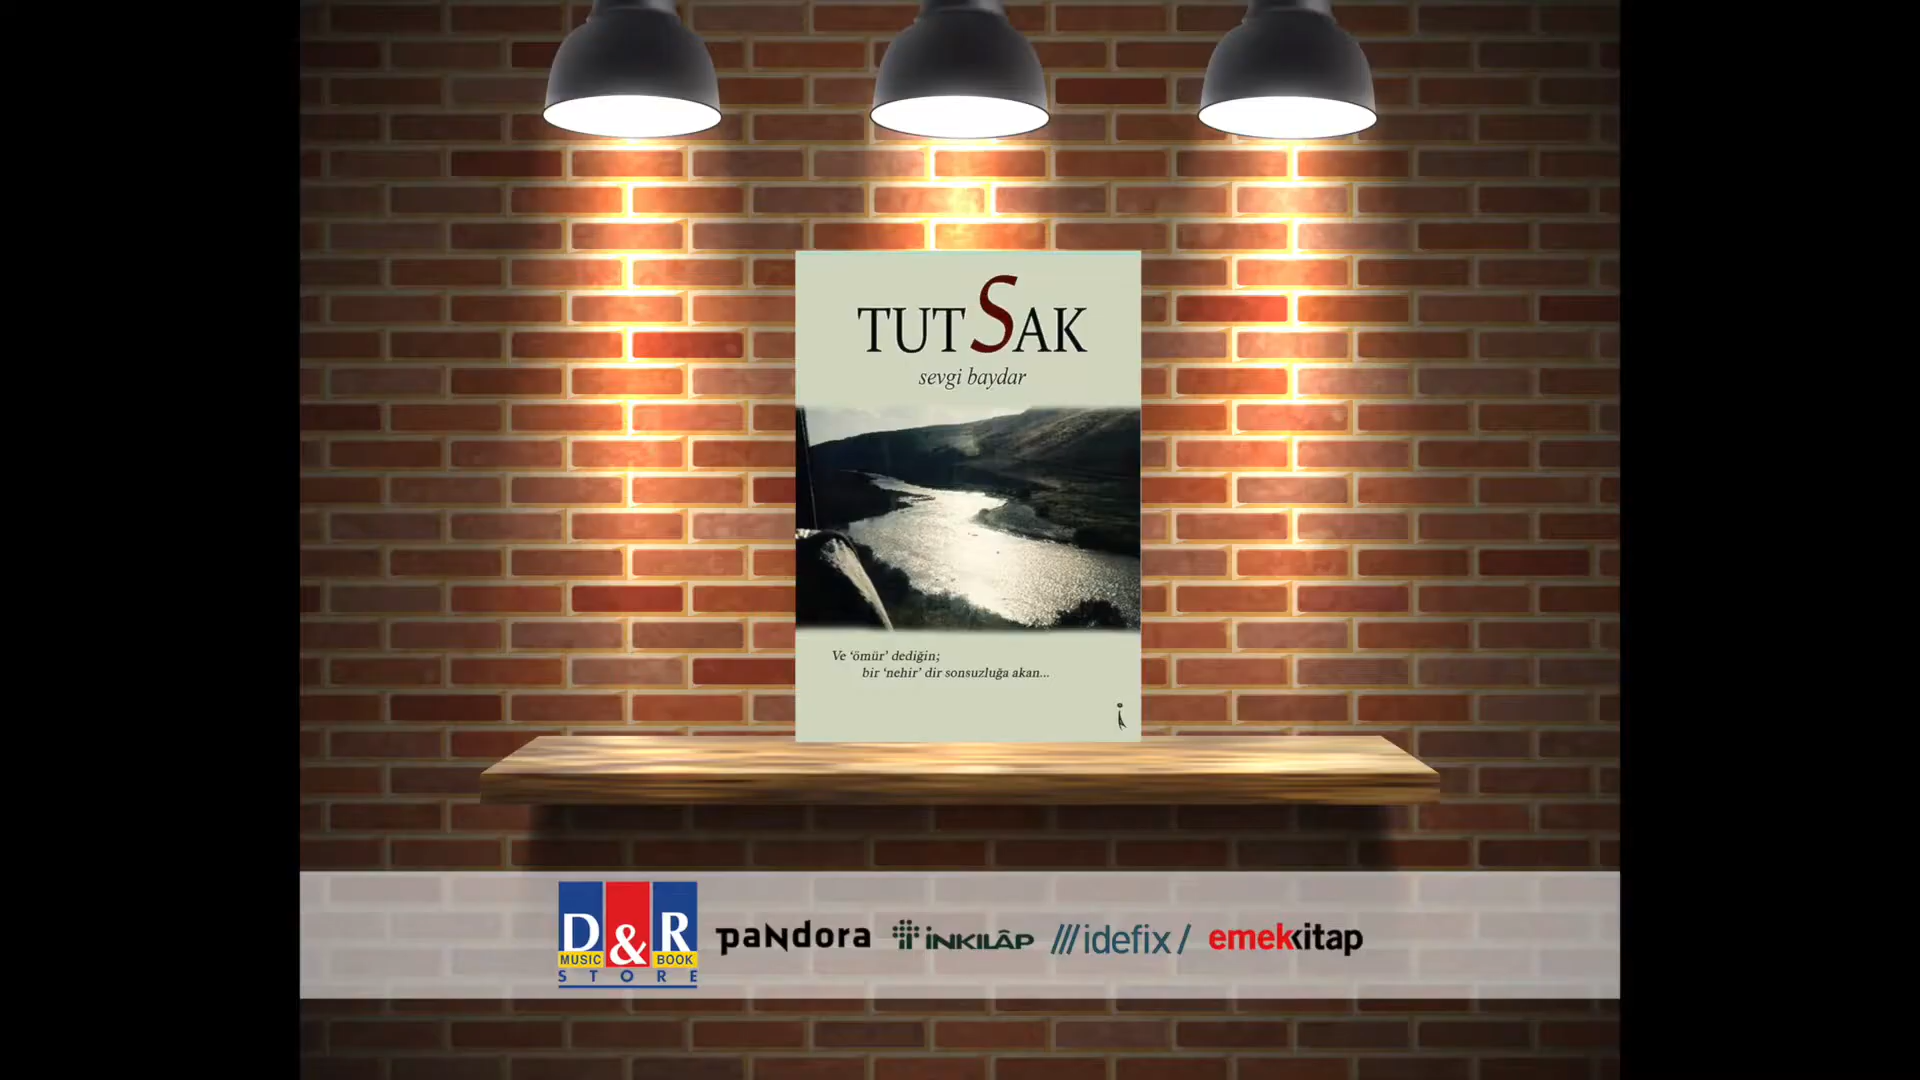 TUTSAK
sevgi baydar
Ve ‘ömür’ dediğin;
bir ‘nehir’ dir sonsuzluğa akan...
D&R
MUSIC BOOK
STORE
paNdora
İNKILÂP
///idefix/
emekkitap